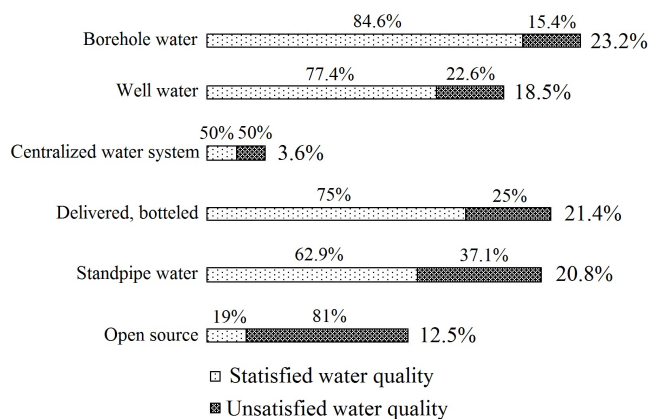 84.6% 15.4%
Borehole water 23.2%
77.4% 22.6%
Well water 18.5%
50% 50%
Centralized water system 3.6%
75% 25%
Delivered, botteled 21.4%
62.9% 37.1%
Standpipe water 20.8%
19% 81%
Open source 12.5%
Statisfied water quality
Unsatisfied water quality